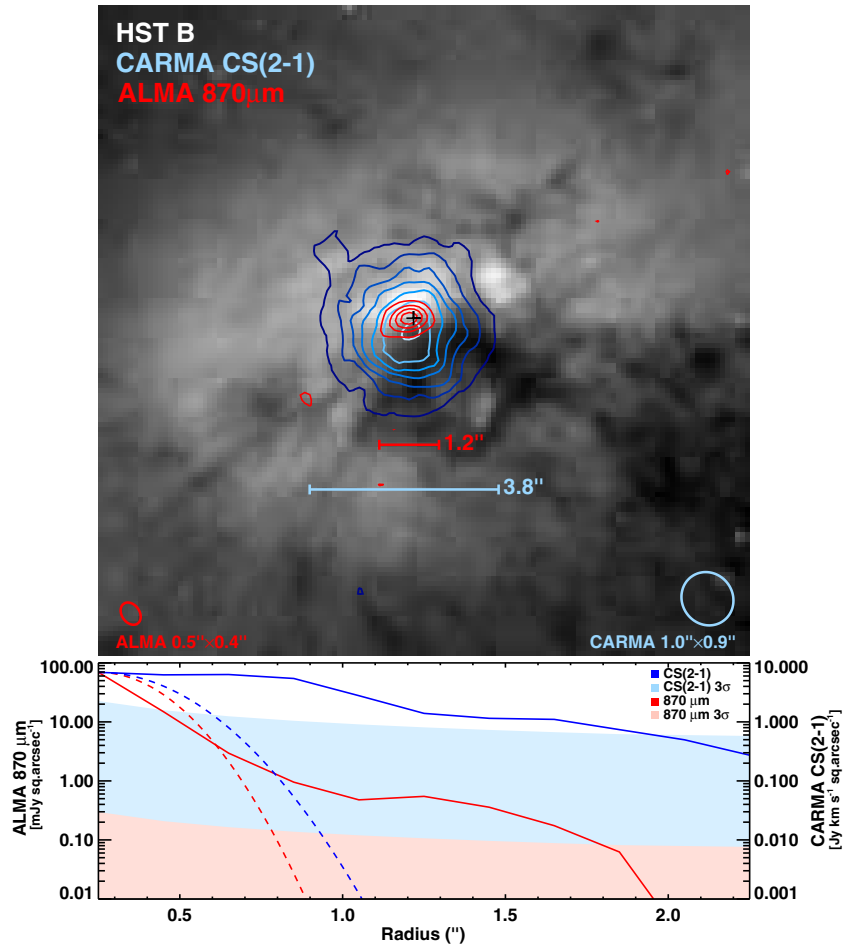 HST B
CARMA CS(2-1)
ALMA 870μm
1.2"
3.8"
ALMA 0.5"×0.4"
CARMA 1.0"×0.9"
100.00
10.00
1.00
0.10
0.01
ALMA 870 μm
[mJy sq.arcsec⁻¹]
CS(2-1)
CS(2-1) 3σ
870 μm
870 μm 3σ
10.000
1.000
0.100
0.010
0.001
CARMA CS(2-1)
[Jy km s⁻¹ sq.arcsec⁻¹]
0.5
1.0
1.5
2.0
Radius (")